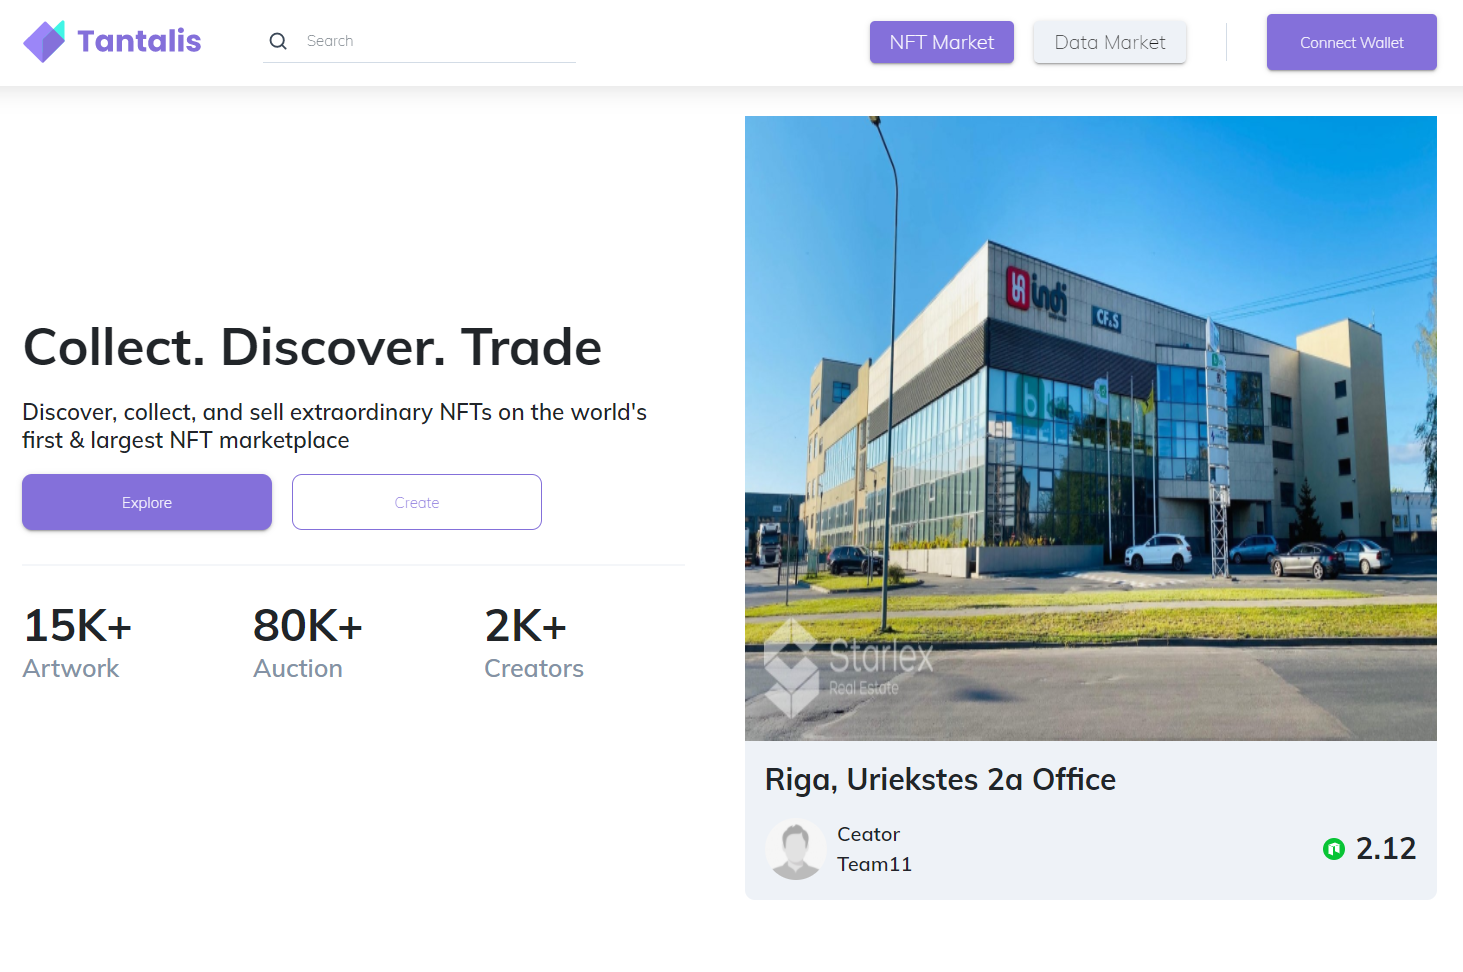 Tantalis
Search
NFT Market
Data Market
Connect Wallet
Collect. Discover. Trade
Discover, collect, and sell extraordinary NFTs on the world's
first & largest NFT marketplace
Explore
Create
15K+
Artwork
80K+
Auction
2K+
Creators
indi
CF&S
Starlex
Real Estate
Riga, Uriekstes 2a Office
Ceator
Team11
2.12